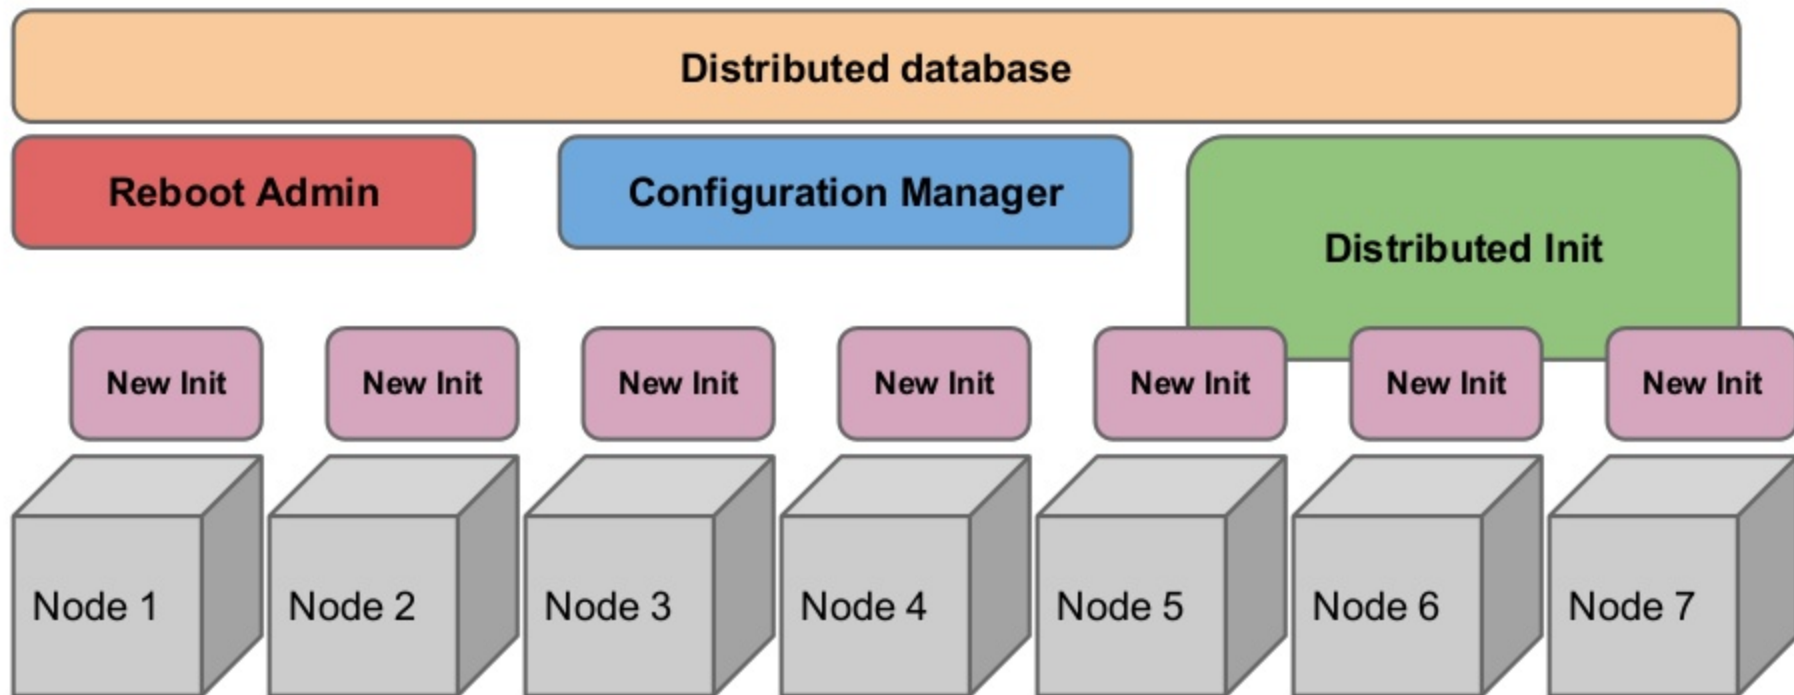 Distributed database
Reboot Admin
Configuration Manager
Distributed Init
New Init
New Init
New Init
New Init
New Init
New Init
New Init
Node 1
Node 2
Node 3
Node 4
Node 5
Node 6
Node 7